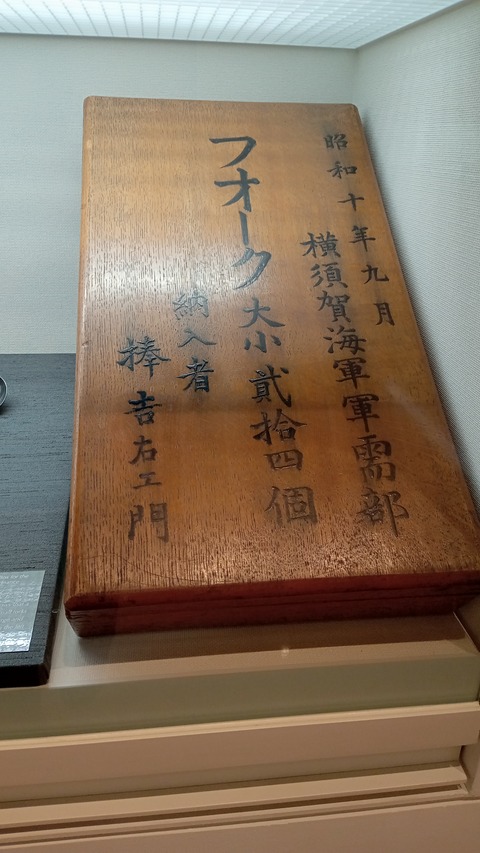 昭和十年九月
横須賀海軍軍需部
フオーク大小貳拾四個
納入者
捧吉右エ門